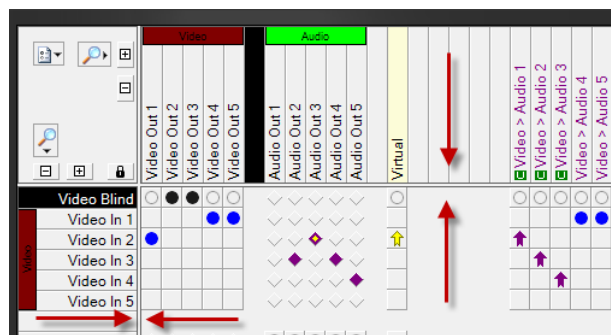 Video
Audio
Video Out 1
Video Out 2
Video Out 3
Video Out 4
Video Out 5
Audio Out 1
Audio Out 2
Audio Out 3
Audio Out 4
Audio Out 5
Virtual
C Video > Audio 1
C Video > Audio 2
C Video > Audio 3
Video > Audio 4
Video > Audio 5
Video Blind
Video
Video In 1
Video In 2
Video In 3
Video In 4
Video In 5